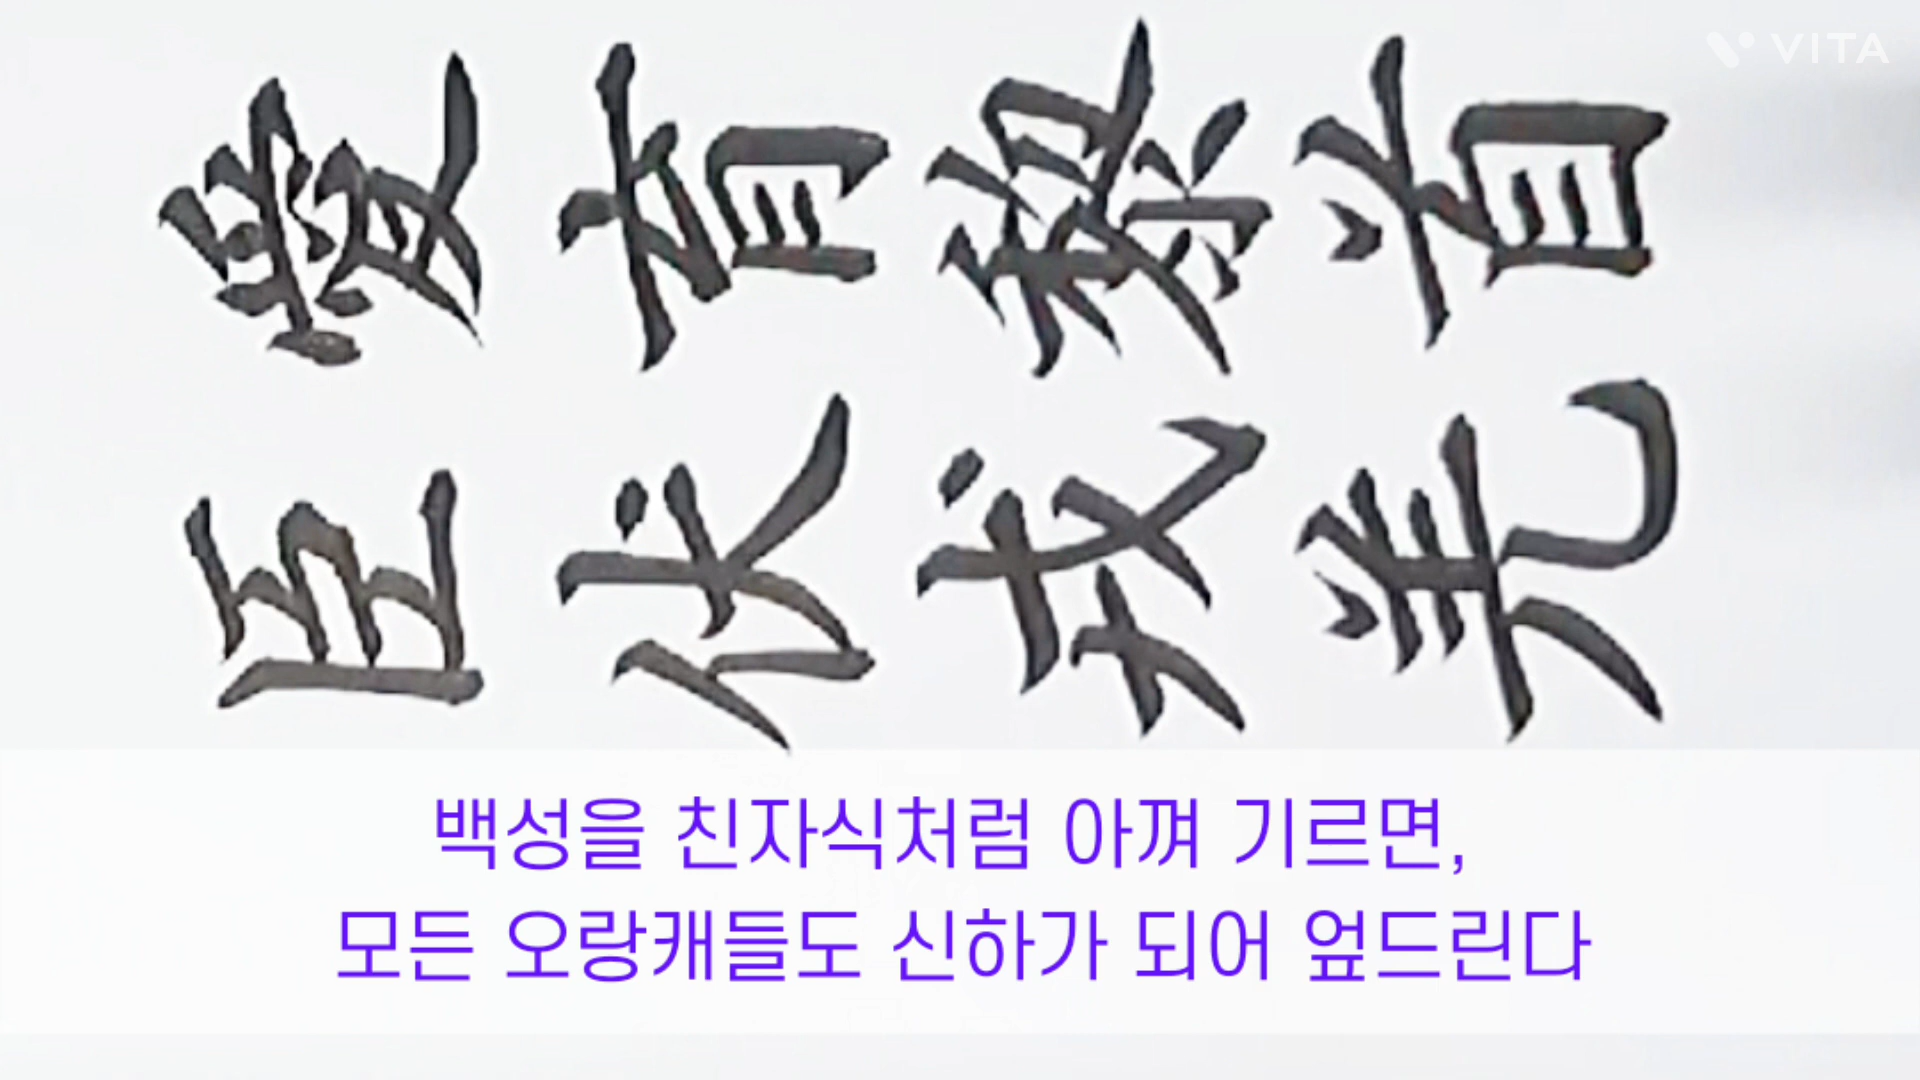 VITA
愛育黎首
臣伏戎羌
백성을 친자식처럼 아껴 기르면,
모든 오랑캐들도 신하가 되어 엎드린다